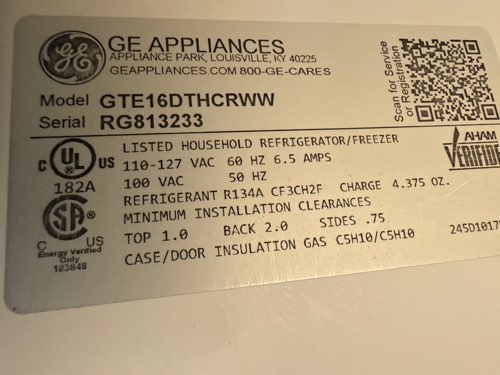 GE APPLIANCES
APPLIANCE PARK, LOUISVILLE, KY 40225
GEAPPLIANCES.COM 800-GE-CARES
Scan for Service
or Registration
Model GTE16DTHCRWW
Serial RG813233
C UL US
182A
LISTED HOUSEHOLD REFRIGERATOR/FREEZER
110-127 VAC 60 HZ 6.5 AMPS
100 VAC 50 HZ
REFRIGERANT R134A CF3CH2F CHARGE 4.375 OZ.
MINIMUM INSTALLATION CLEARANCES
TOP 1.0 BACK 2.0 SIDES .75
CASE/DOOR INSULATION GAS C5H10/C5H10
245D1017
AHAM
VERIFIE
C US
Energy Verified
Only
183848